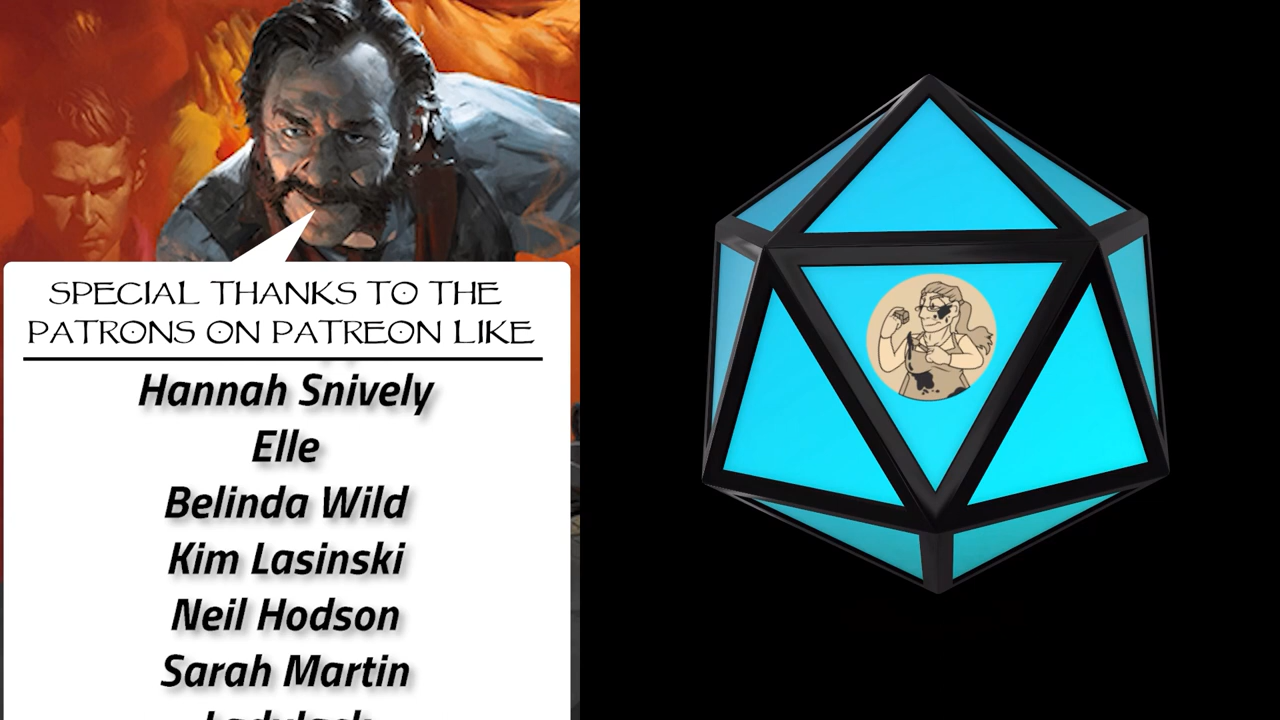 SPECIAL THANKS TO THE
PATRONS ON PATREON LIKE
Hannah Snively
Elle
Belinda Wild
Kim Lasinski
Neil Hodson
Sarah Martin